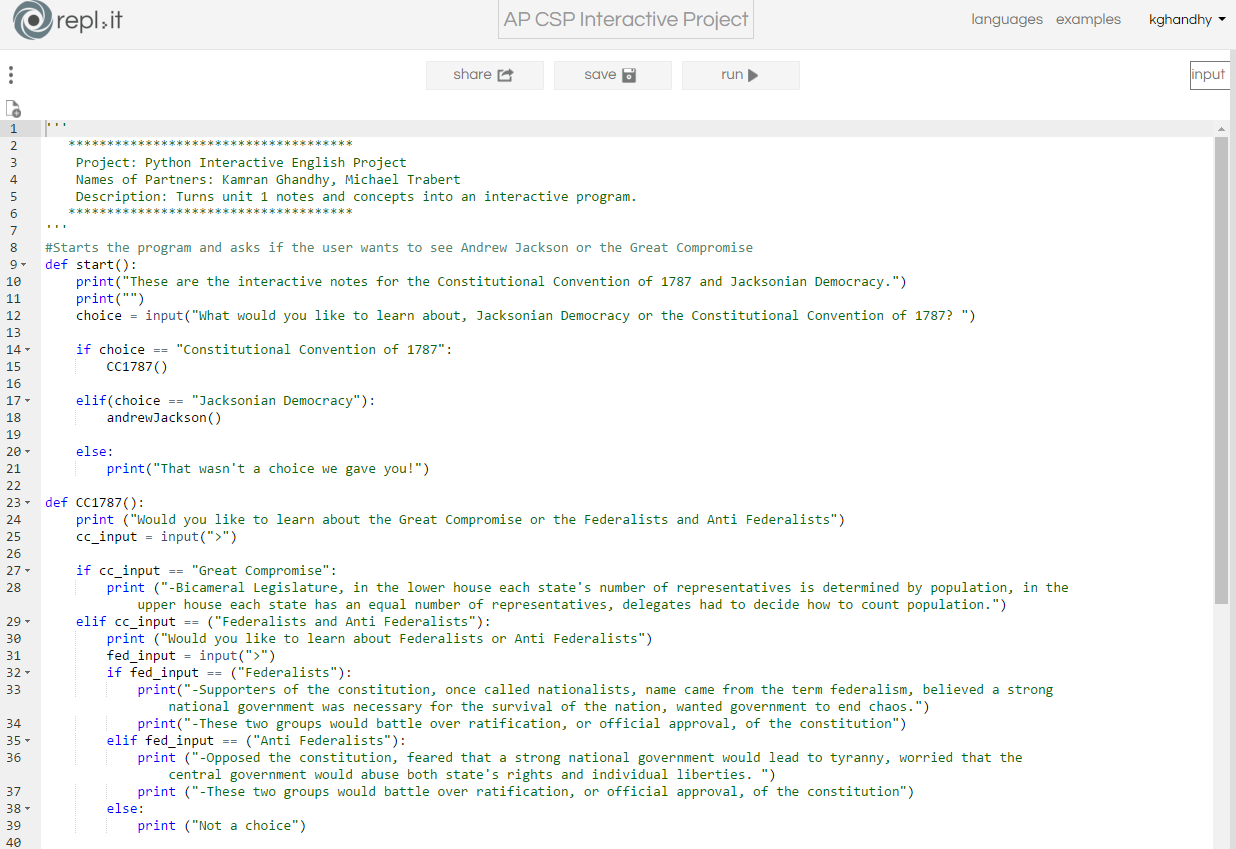 repl.it
AP CSP Interactive Project
languages examples kghandhy
share save run
input
1 '''
2 *************************************
3 Project: Python Interactive English Project
4 Names of Partners: Kamran Ghandhy, Michael Trabert
5 Description: Turns unit 1 notes and concepts into an interactive program.
6 *************************************
7 '''
8 #Starts the program and asks if the user wants to see Andrew Jackson or the Great Compromise
9 def start():
10 print("These are the interactive notes for the Constitutional Convention of 1787 and Jacksonian Democracy.")
11 print("")
12 choice = input("What would you like to learn about, Jacksonian Democracy or the Constitutional Convention of 1787? ")
13
14 if choice == "Constitutional Convention of 1787":
15 CC1787()
16
17 elif(choice == "Jacksonian Democracy"):
18 andrewJackson()
19
20 else:
21 print("That wasn't a choice we gave you!")
22
23 def CC1787():
24 print ("Would you like to learn about the Great Compromise or the Federalists and Anti Federalists")
25 cc_input = input(">")
26
27 if cc_input == "Great Compromise":
28 print ("-Bicameral Legislature, in the lower house each state's number of representatives is determined by population, in the
upper house each state has an equal number of representatives, delegates had to decide how to count population.")
29 elif cc_input == ("Federalists and Anti Federalists"):
30 print ("Would you like to learn about Federalists or Anti Federalists")
31 fed_input = input(">")
32 if fed_input == ("Federalists"):
33 print("-Supporters of the constitution, once called nationalists, name came from the term federalism, believed a strong
national government was necessary for the survival of the nation, wanted government to end chaos.")
34 print("-These two groups would battle over ratification, or official approval, of the constitution")
35 elif fed_input == ("Anti Federalists"):
36 print ("-Opposed the constitution, feared that a strong national government would lead to tyranny, worried that the
central government would abuse both state's rights and individual liberties. ")
37 print ("-These two groups would battle over ratification, or official approval, of the constitution")
38 else:
39 print ("Not a choice")
40